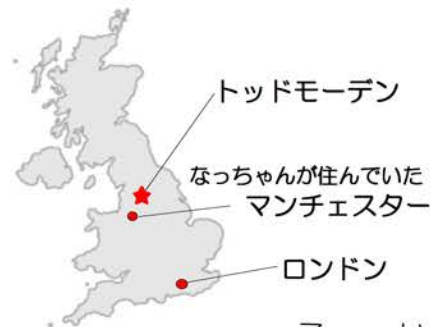 トッドモーデン
なっちゃんが住んでいた
マンチェスター
ロンドン